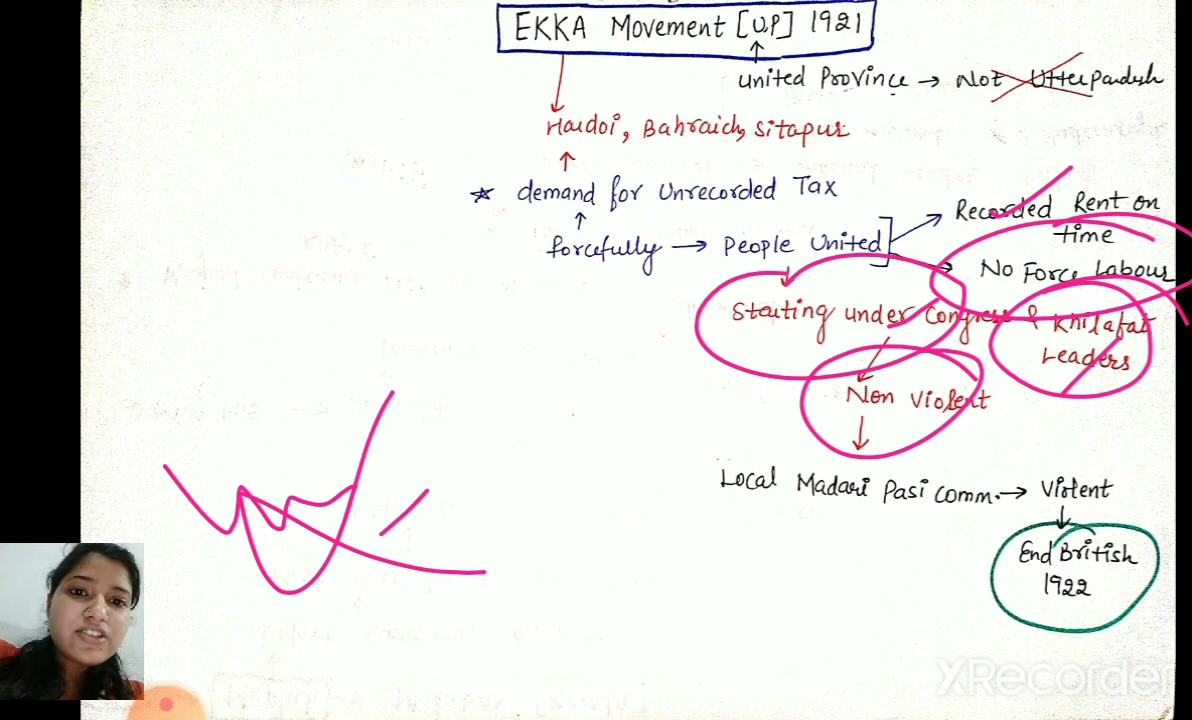 EKKA Movement [U.P] 1921
united Province → Not Utterpardesh
Hardoi, Bahraich, Sitapur
★ demand for Unrecorded Tax
forcefully → People United
Recorded Rent on
time
No Force Labour
Starting under Congress & Khilafat
Leaders
Non Violent
Local Madari Pasi comm. → Violent
End British
1922
XRecorder